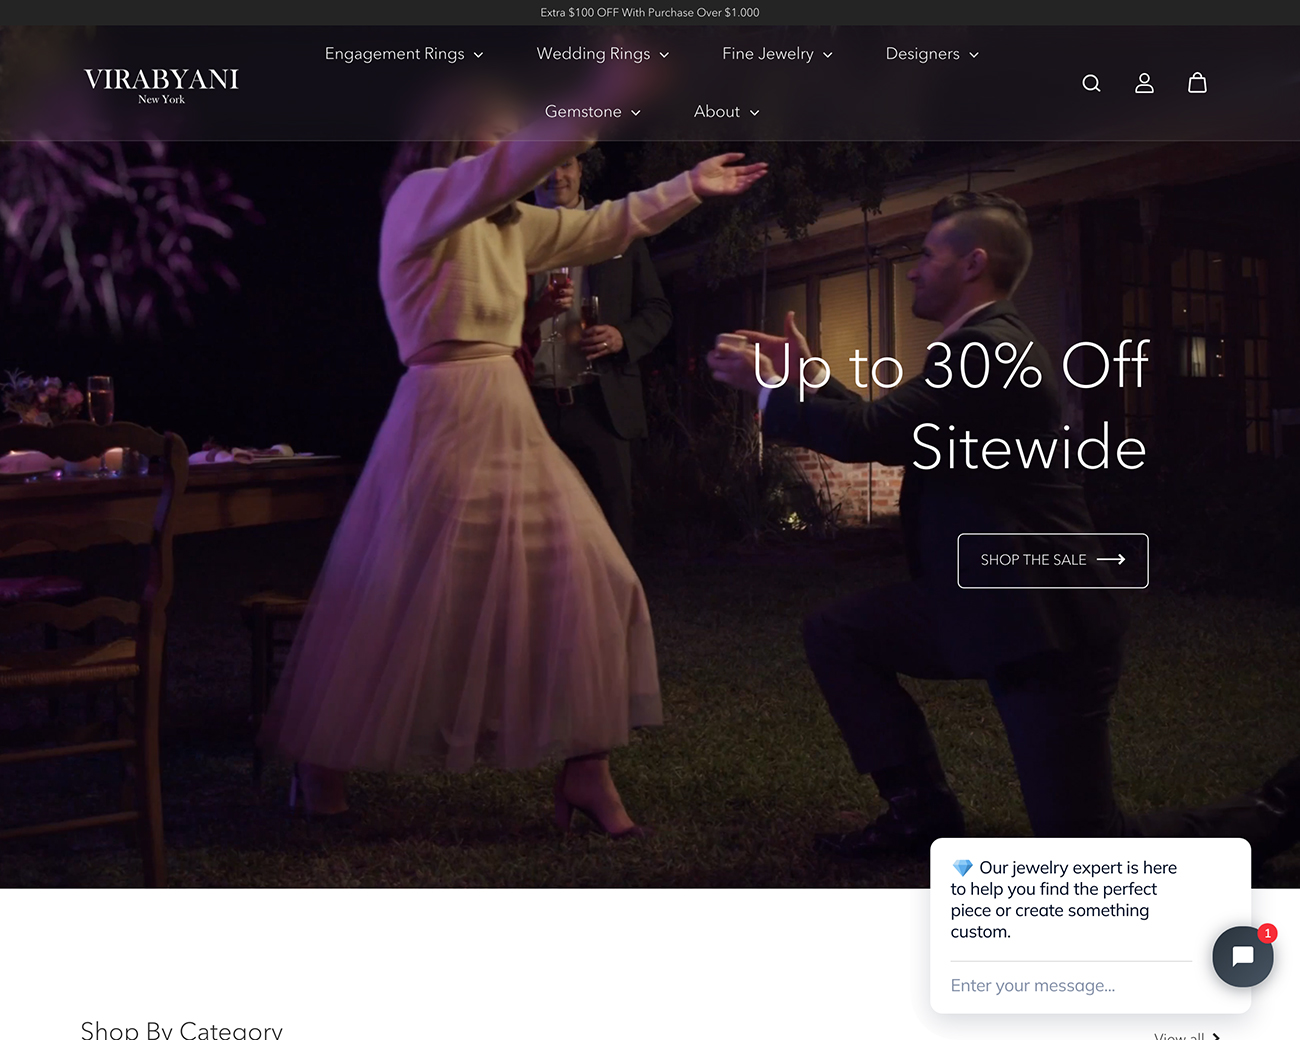 Extra $100 OFF With Purchase Over $1.000
VIRABYANI
New York
Engagement Rings
Wedding Rings
Fine Jewelry
Designers
Gemstone
About
Up to 30% Off
Sitewide
SHOP THE SALE
Our jewelry expert is here
to help you find the perfect
piece or create something
custom.
1
Enter your message...
Shop By Category
View all